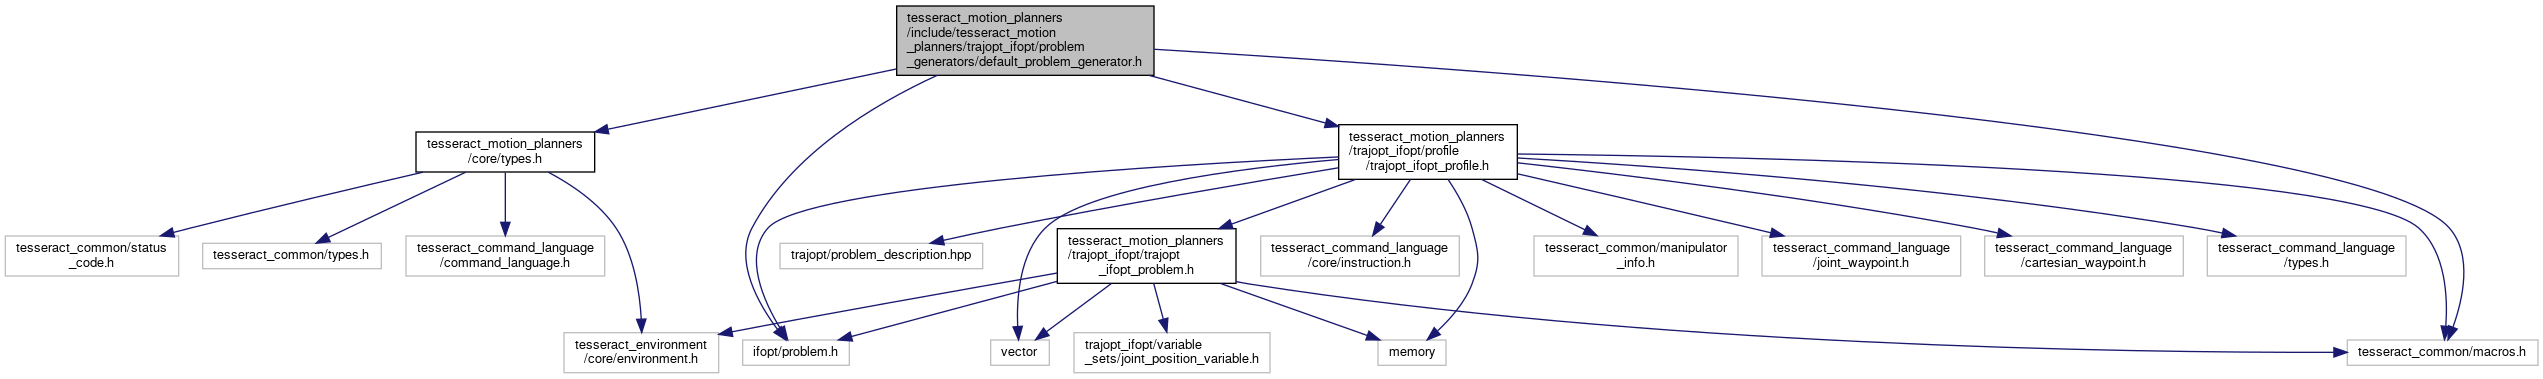 tesseract_motion_planners
/include/tesseract_motion
_planners/trajopt_ifopt/problem
_generators/default_problem_generator.h
tesseract_motion_planners
/core/types.h
tesseract_motion_planners
/trajopt_ifopt/profile
/trajopt_ifopt_profile.h
tesseract_common/status
_code.h
tesseract_common/types.h
tesseract_command_language
/command_language.h
trajopt/problem_description.hpp
tesseract_motion_planners
/trajopt_ifopt/trajopt
_ifopt_problem.h
tesseract_command_language
/core/instruction.h
tesseract_common/manipulator
_info.h
tesseract_command_language
/joint_waypoint.h
tesseract_command_language
/cartesian_waypoint.h
tesseract_command_language
/types.h
tesseract_environment
/core/environment.h
ifopt/problem.h
vector
trajopt_ifopt/variable
_sets/joint_position_variable.h
memory
tesseract_common/macros.h